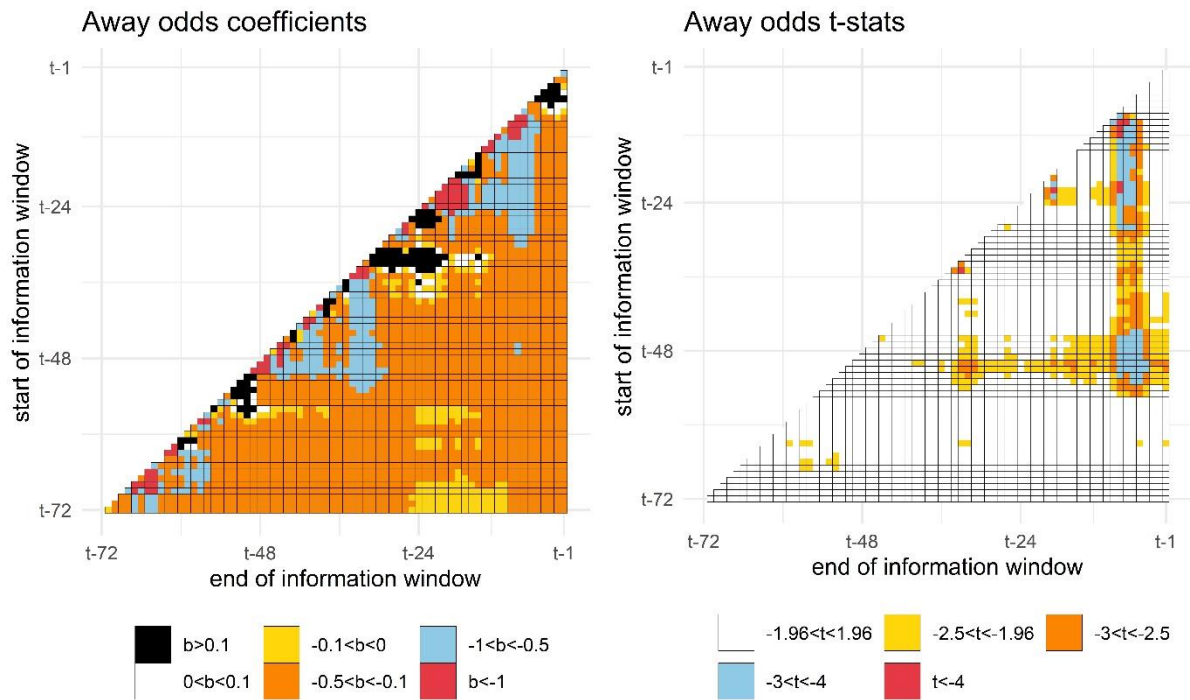 Away odds coefficients
t-1
t-24
t-48
t-72
start of information window
t-72 t-48 t-24 t-1
end of information window
b>0.1 -0.1<b<0 -1<b<-0.5
0<b<0.1 -0.5<b<-0.1 b<-1
Away odds t-stats
t-1
t-24
t-48
t-72
start of information window
t-72 t-48 t-24 t-1
end of information window
-1.96<t<1.96 -2.5<t<-1.96 -3<t<-2.5
-3<t<-4 t<-4